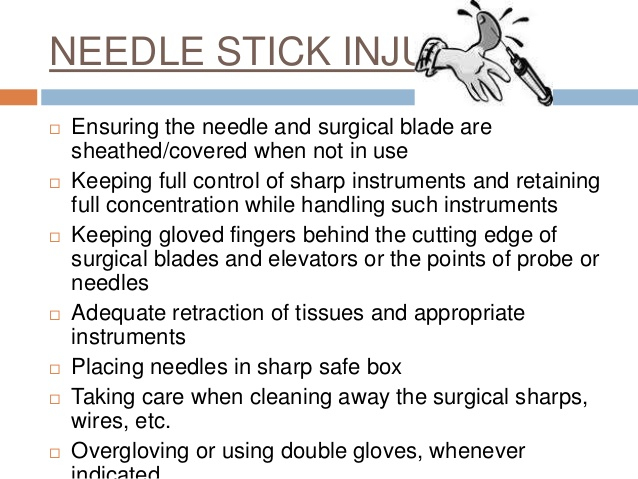 NEEDLE STICK INJU
Ensuring the needle and surgical blade are
sheathed/covered when not in use
Keeping full control of sharp instruments and retaining
full concentration while handling such instruments
Keeping gloved fingers behind the cutting edge of
surgical blades and elevators or the points of probe or
needles
Adequate retraction of tissues and appropriate
instruments
Placing needles in sharp safe box
Taking care when cleaning away the surgical sharps,
wires, etc.
Overgloving or using double gloves, whenever
indicated